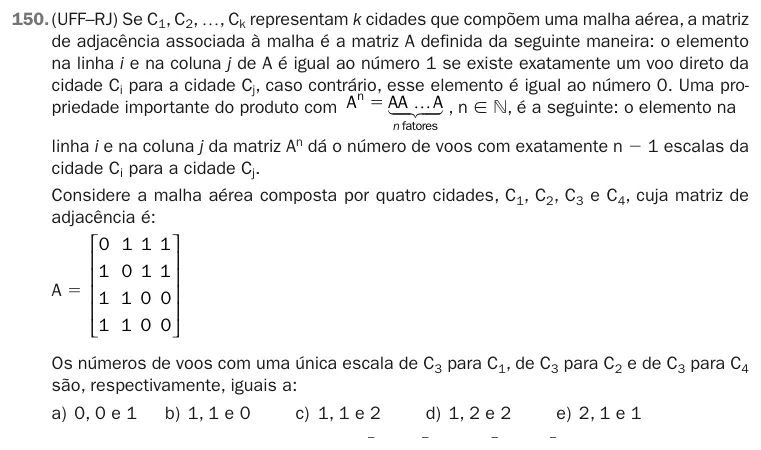 150. (UFF–RJ) Se C₁, C₂, ..., Cₖ representam k cidades que compõem uma malha aérea, a matriz
de adjacência associada à malha é a matriz A definida da seguinte maneira: o elemento
na linha i e na coluna j de A é igual ao número 1 se existe exatamente um voo direto da
cidade Cᵢ para a cidade Cⱼ, caso contrário, esse elemento é igual ao número 0. Uma pro-
priedade importante do produto com Aⁿ = AA ...A, n ∈ ℕ, é a seguinte: o elemento na
n fatores
linha i e na coluna j da matriz Aⁿ dá o número de voos com exatamente n − 1 escalas da
cidade Cᵢ para a cidade Cⱼ.
Considere a malha aérea composta por quatro cidades, C₁, C₂, C₃ e C₄, cuja matriz de
adjacência é:
0 1 1 1
1 0 1 1
A =
1 1 0 0
1 1 0 0
Os números de voos com uma única escala de C₃ para C₁, de C₃ para C₂ e de C₃ para C₄
são, respectivamente, iguais a:
a) 0, 0 e 1 b) 1, 1 e 0 c) 1, 1 e 2 d) 1, 2 e 2 e) 2, 1 e 1